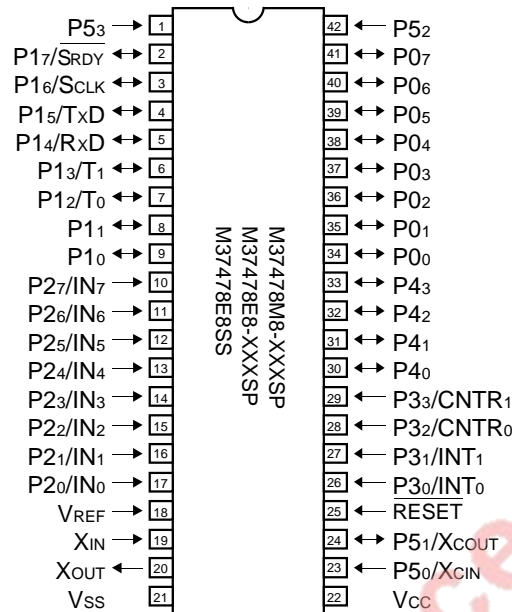 P53 1 42 P52
P17/SRDY 2 41 P07
P16/SCLK 3 40 P06
P15/TXD 4 39 P05
P14/RXD 5 38 P04
P13/T1 6 37 P03
P12/T0 7 36 P02
P11 8 35 P01
P10 9 34 P00
P27/IN7 10 33 P43
P26/IN6 11 32 P42
P25/IN5 12 31 P41
P24/IN4 13 30 P40
P23/IN3 14 29 P33/CNTR1
P22/IN2 15 28 P32/CNTR0
P21/IN1 16 27 P31/INT1
P20/IN0 17 26 P30/INT0
VREF 18 25 RESET
XIN 19 24 P51/XCOUT
XOUT 20 23 P50/XCIN
VSS 21 22 VCC
M37478M8-XXXSP
M37478E8-XXXSP
M37478E8SS